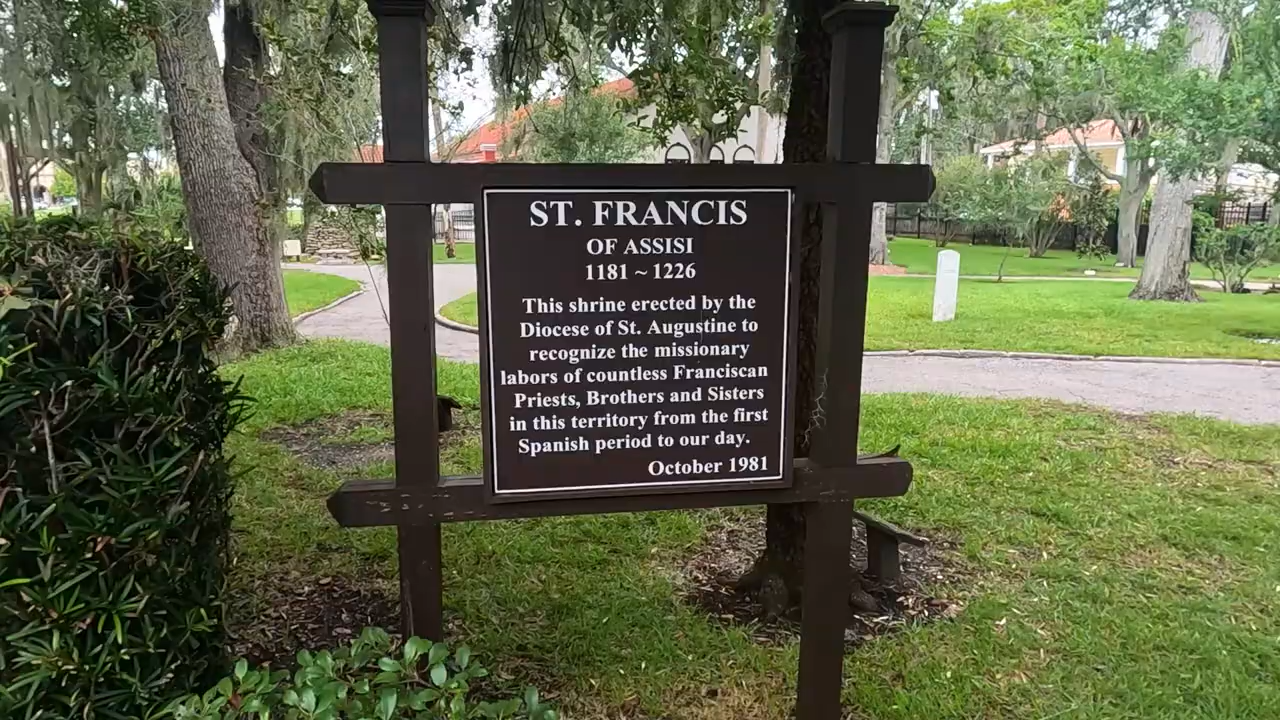 ST. FRANCIS
OF ASSISI
1181 ~ 1226
This shrine erected by the
Diocese of St. Augustine to
recognize the missionary
labors of countless Franciscan
Priests, Brothers and Sisters
in this territory from the first
Spanish period to our day.
October 1981